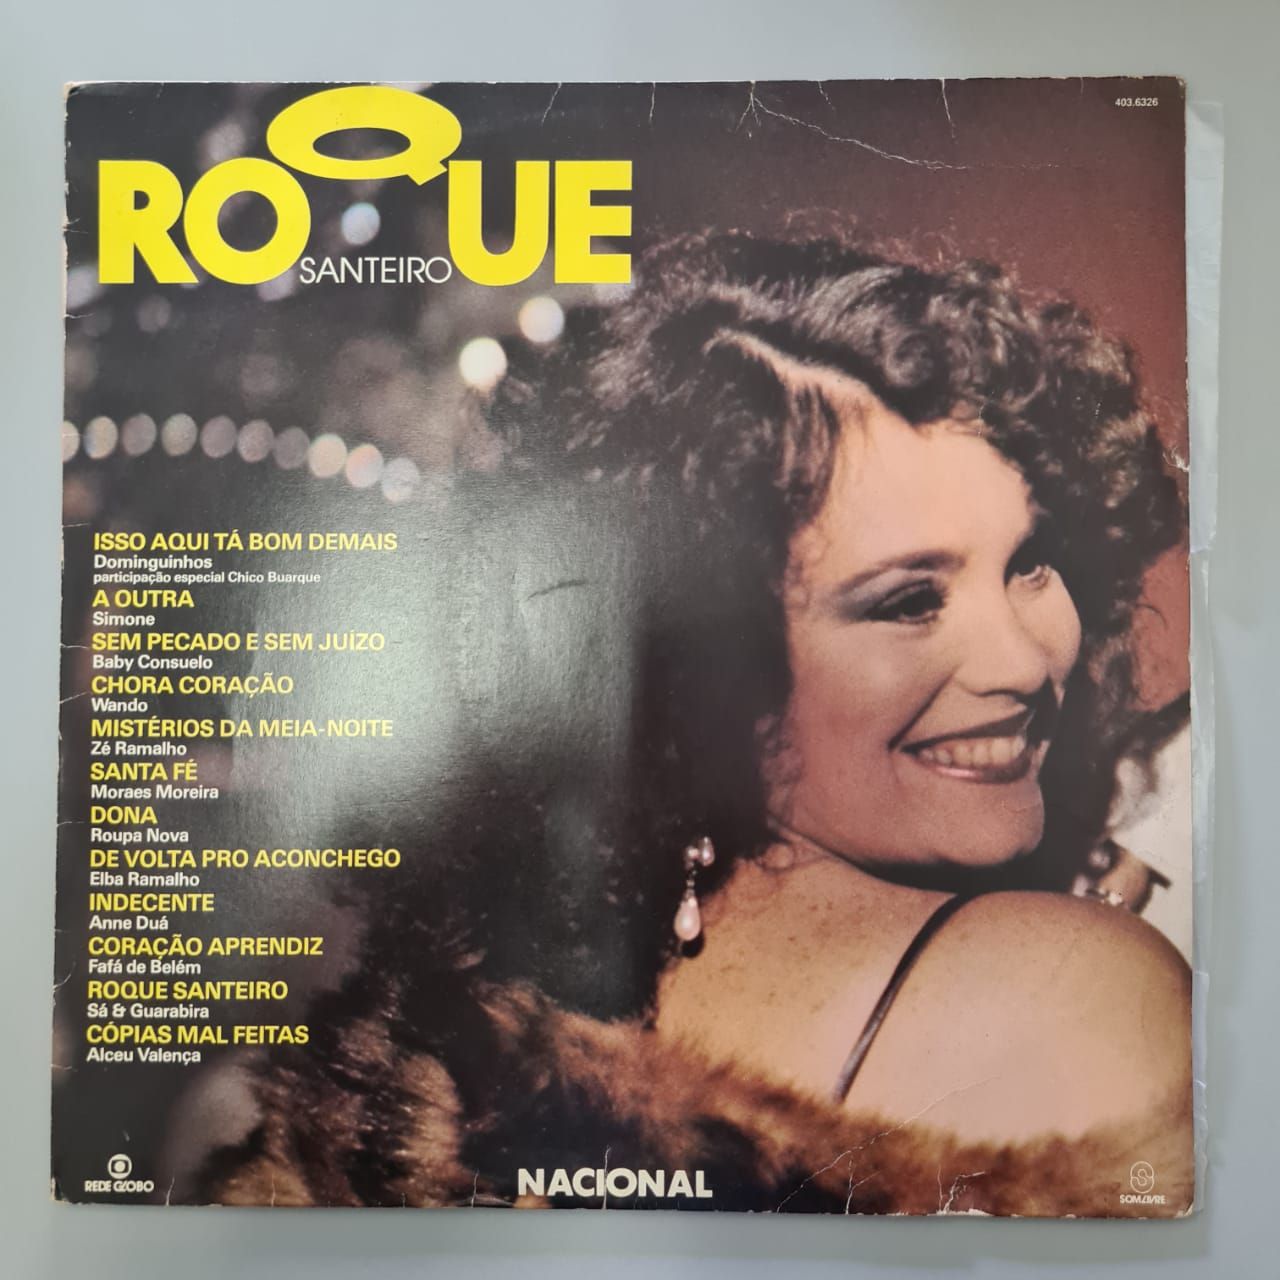 403.6326
ROQUE
SANTEIRO
ISSO AQUI TÁ BOM DEMAIS
Dominguinhos
participação especial Chico Buarque
A OUTRA
Simone
SEM PECADO E SEM JUÍZO
Baby Consuelo
CHORA CORAÇÃO
Wando
MISTÉRIOS DA MEIA-NOITE
Zé Ramalho
SANTA FÉ
Moraes Moreira
DONA
Roupa Nova
DE VOLTA PRO ACONCHEGO
Elba Ramalho
INDECENTE
Anne Duá
CORAÇÃO APRENDIZ
Fafá de Belém
ROQUE SANTEIRO
Sá & Guarabira
CÓPIAS MAL FEITAS
Alceu Valença
REDE GLOBO
NACIONAL
SOM LIVRE